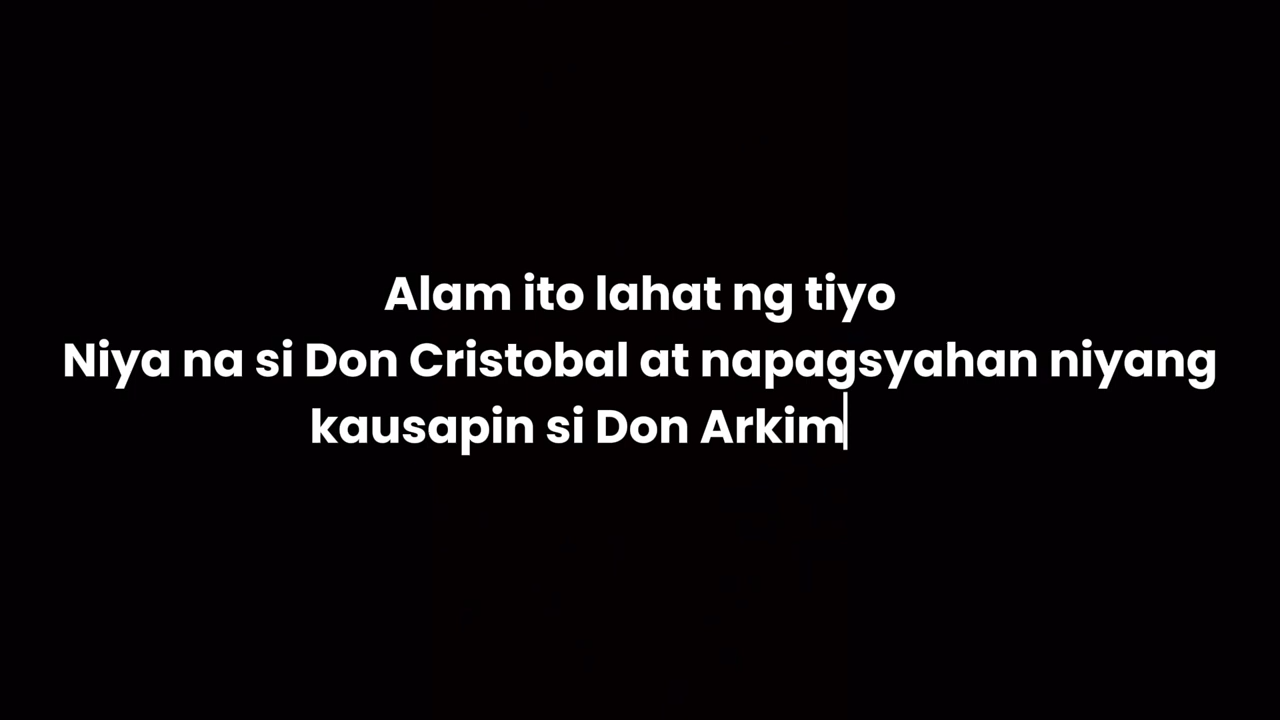 Alam ito lahat ng tiyo
Niya na si Don Cristobal at napagsyahan niyang
kausapin si Don Arkim